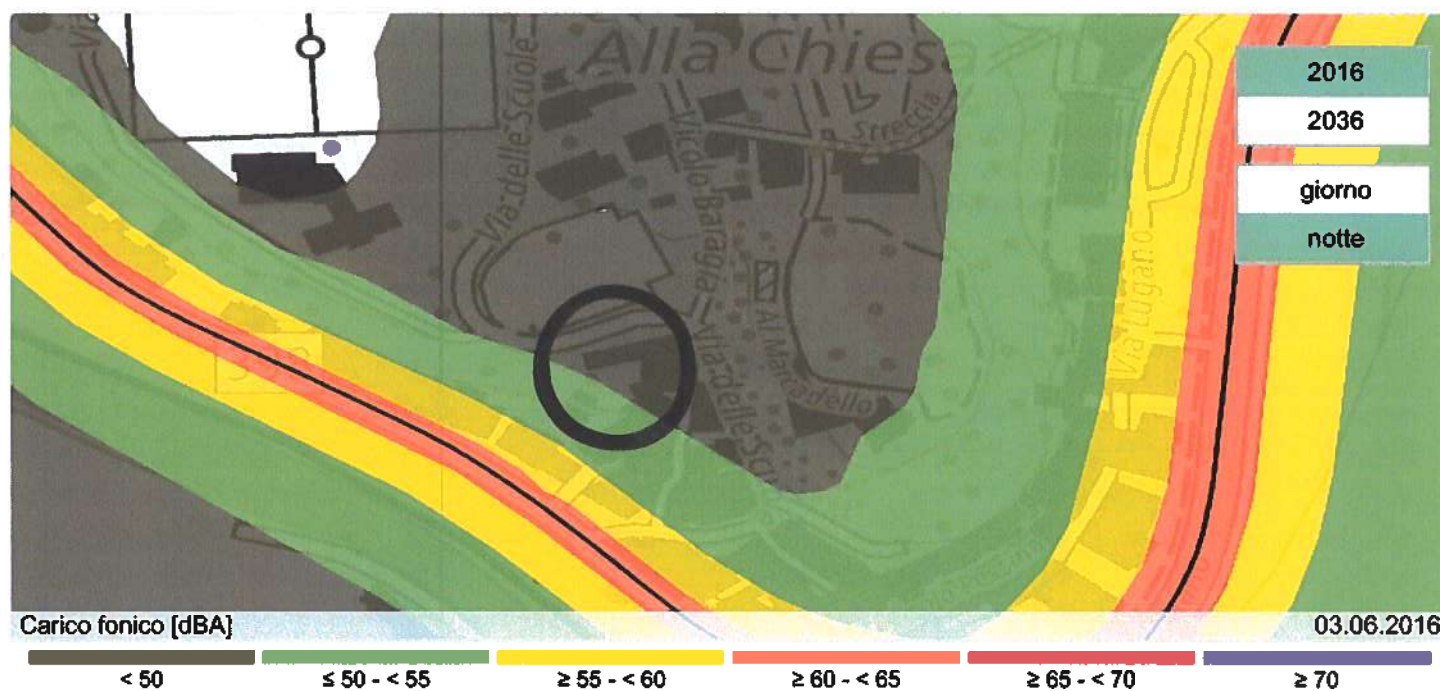 Alla Chiesa
Via delle Scuole
Vicolo Baragia
Streccia
2016
2036
giorno
notte
Via Lugano
Al Marcadello
Via delle Scu
Carico fonico [dBA]
03.06.2016
< 50
≤ 50 - < 55
≥ 55 - < 60
≥ 60 - < 65
≥ 65 - < 70
≥ 70